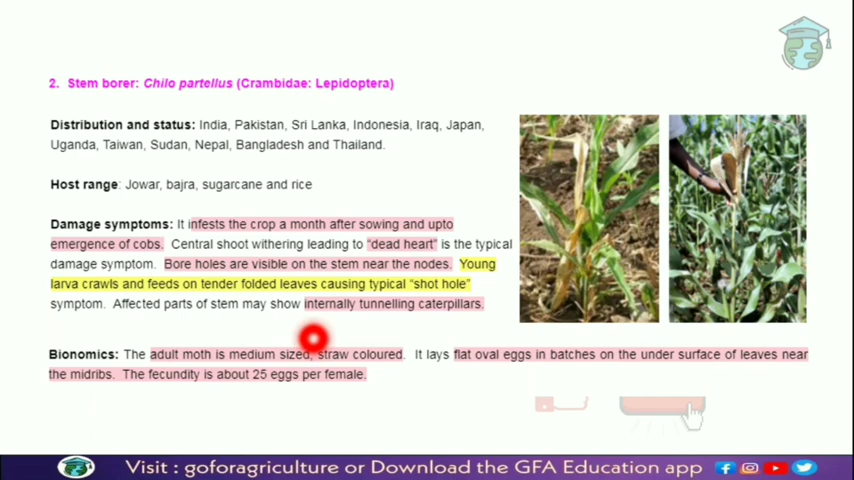 2. Stem borer: Chilo partellus (Crambidae: Lepidoptera)
Distribution and status: India, Pakistan, Sri Lanka, Indonesia, Iraq, Japan,
Uganda, Taiwan, Sudan, Nepal, Bangladesh and Thailand.
Host range: Jowar, bajra, sugarcane and rice
Damage symptoms: It infests the crop a month after sowing and upto
emergence of cobs. Central shoot withering leading to “dead heart” is the typical
damage symptom. Bore holes are visible on the stem near the nodes. Young
larva crawls and feeds on tender folded leaves causing typical “shot hole”
symptom. Affected parts of stem may show internally tunnelling caterpillars.
Bionomics: The adult moth is medium sized, straw coloured. It lays flat oval eggs in batches on the under surface of leaves near
the midribs. The fecundity is about 25 eggs per female.
Visit : goforagriculture or Download the GFA Education app